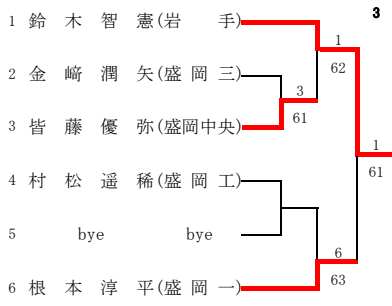 3
1 鈴 木 智 憲(岩 手)
1
62
2 金 﨑 潤 矢(盛 岡 三)
3
61
3 皆 藤 優 弥(盛岡中央)
1
61
4 村 松 遥 稀(盛 岡 工)
5 bye bye
6
63
6 根 本 淳 平(盛 岡 一)